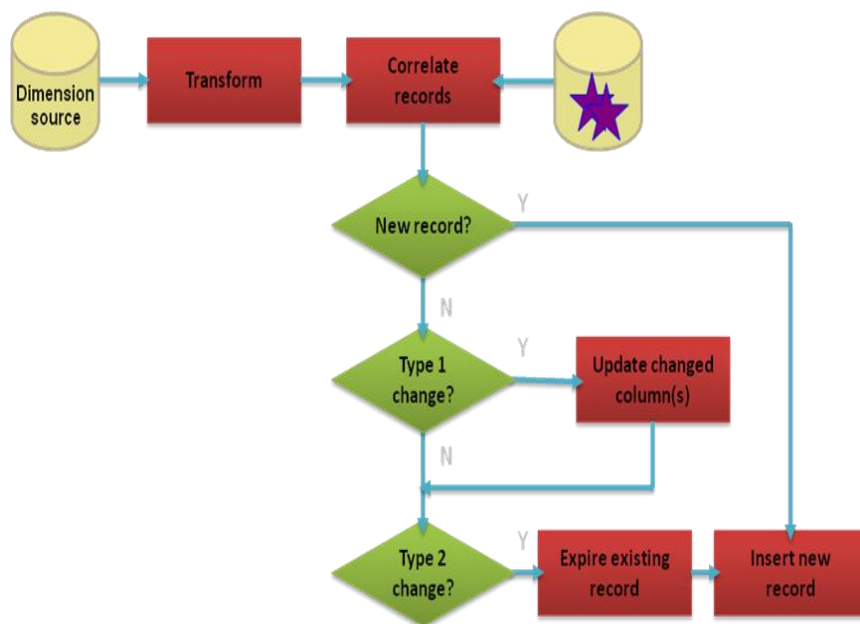 Dimension
source
Transform
Correlate
records
New record?
Y
N
Type 1
change?
Y
Update changed
column(s)
N
Type 2
change?
Y
Expire existing
record
Insert new
record